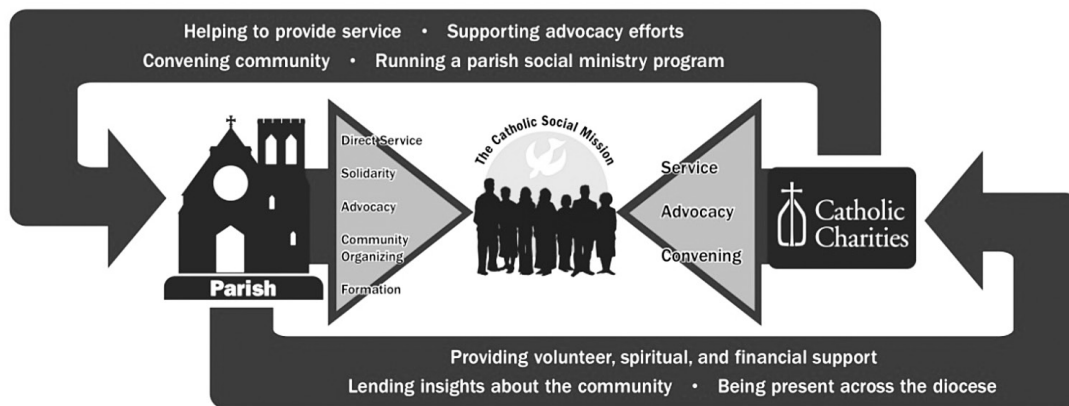 Helping to provide service • Supporting advocacy efforts
Convening community • Running a parish social ministry program
Direct Service
Solidarity
Advocacy
Community
Organizing
Formation
The Catholic Social Mission
Service
Advocacy
Convening
Catholic
Charities
Parish
Providing volunteer, spiritual, and financial support
Lending insights about the community • Being present across the diocese